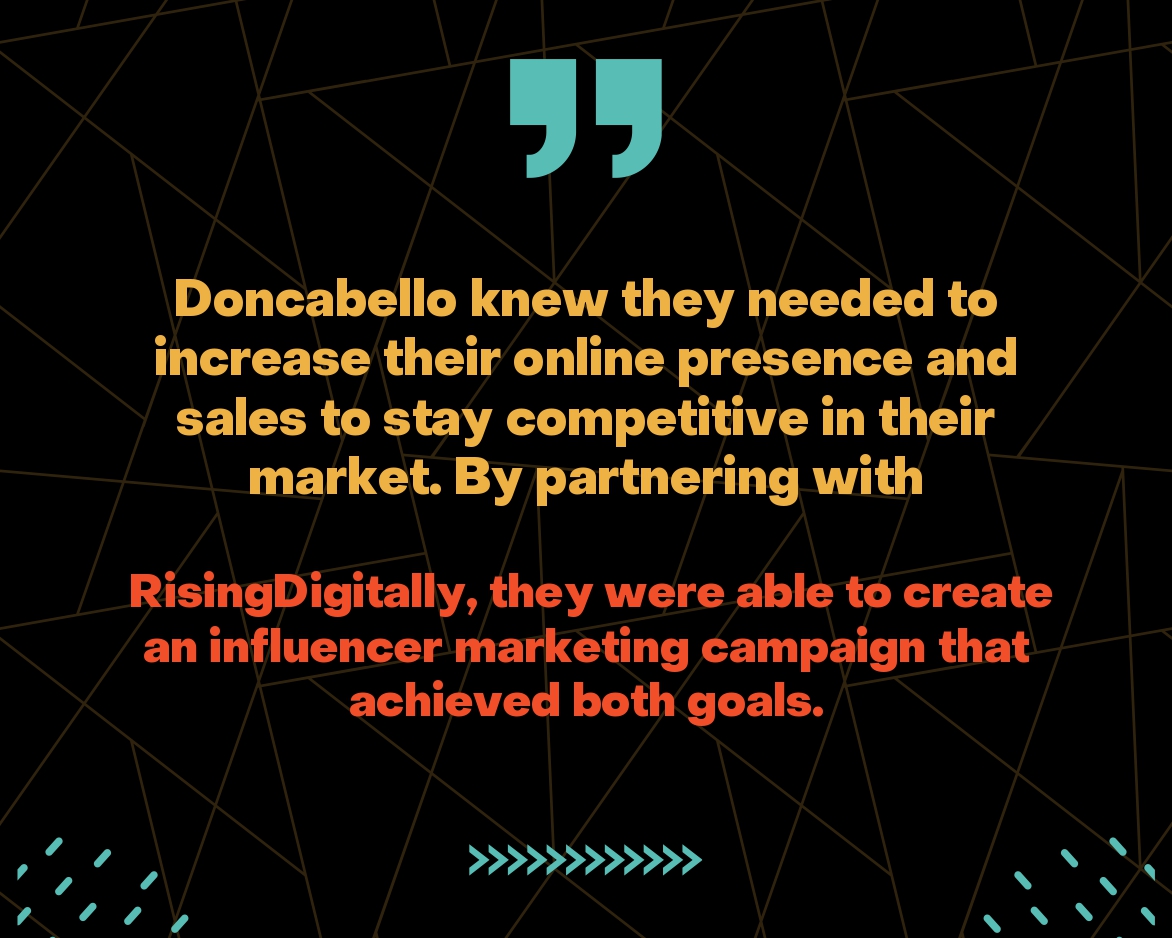 Doncabello knew they needed to
increase their online presence and
sales to stay competitive in their
market. By partnering with
RisingDigitally, they were able to create
an influencer marketing campaign that
achieved both goals.